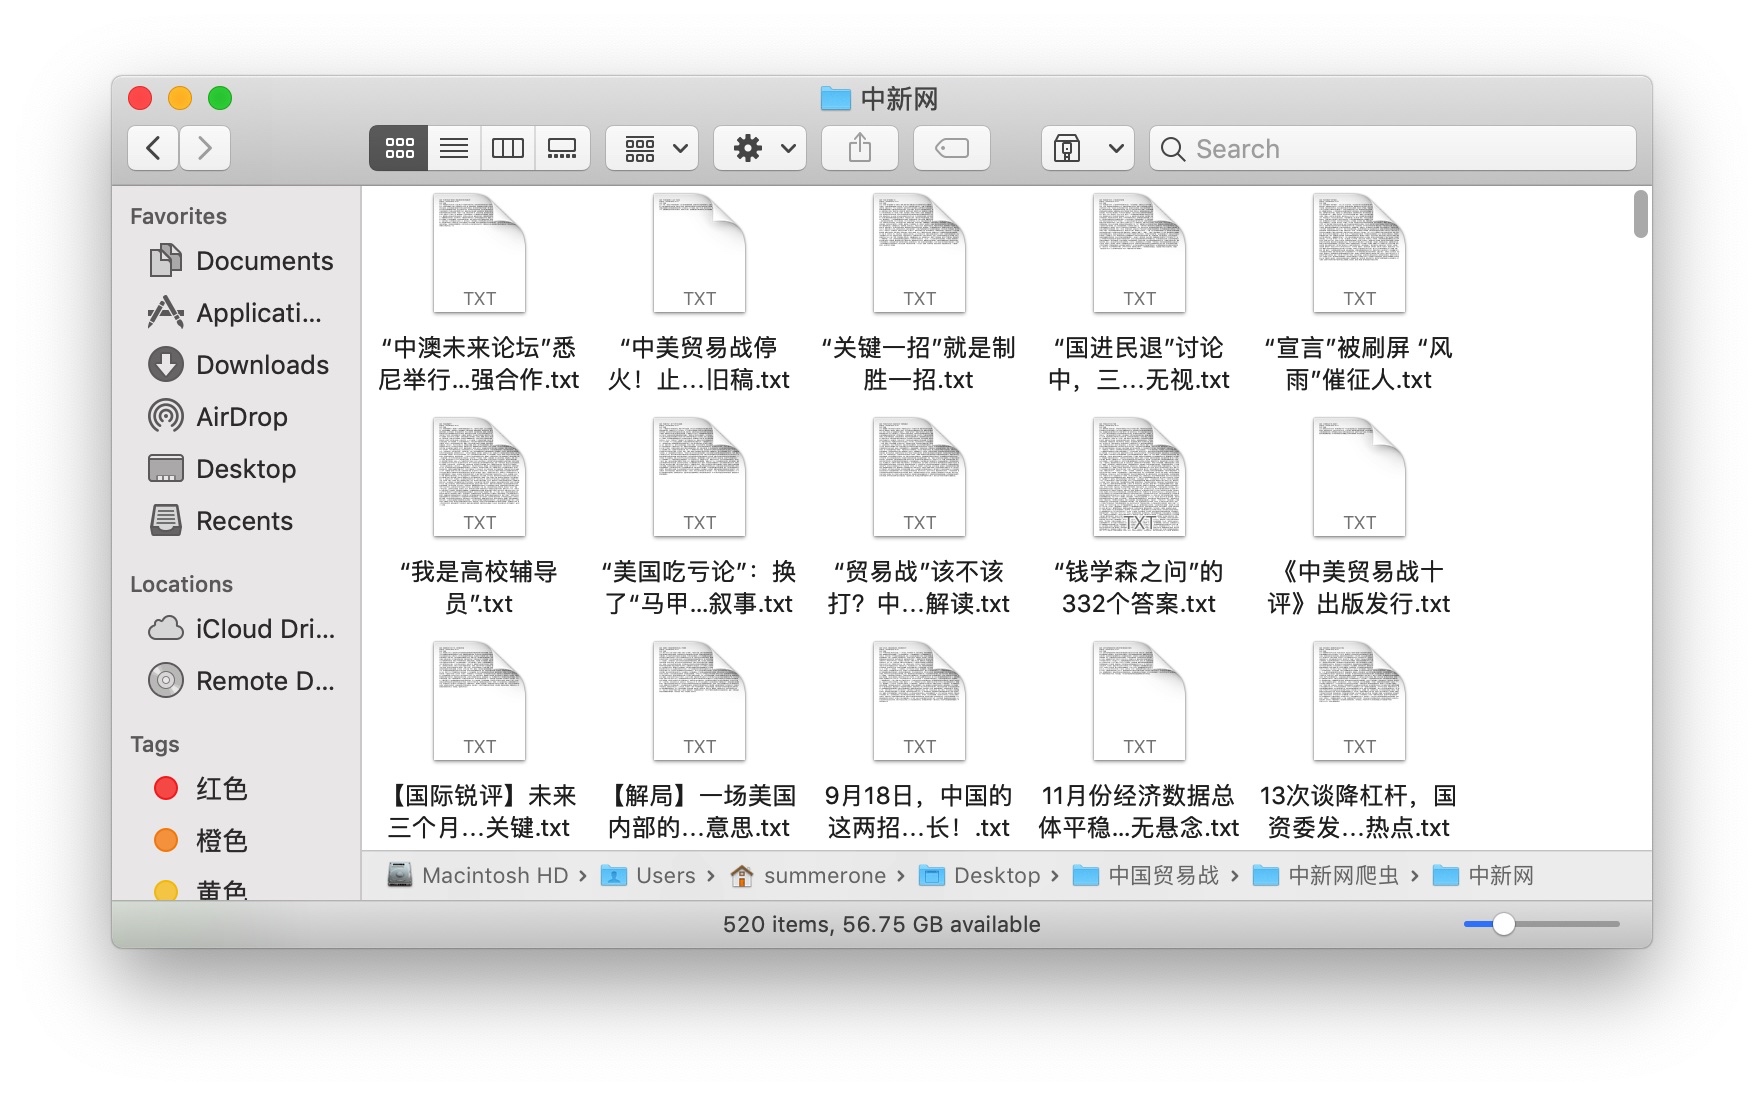 中新网
Search
Favorites
Documents
Applicati...
Downloads
AirDrop
Desktop
Recents
Locations
iCloud Dri...
Remote D...
Tags
红色
橙色
黄色
TXT
TXT
TXT
TXT
TXT
“中澳未来论坛”悉
尼举行...强合作.txt
“中美贸易战停
火！止...旧稿.txt
“关键一招”就是制
胜一招.txt
“国进民退”讨论
中，三...无视.txt
“宣言”被刷屏 “风
雨”催征人.txt
TXT
TXT
TXT
TXT
TXT
“我是高校辅导
员”.txt
“美国吃亏论”：换
了“马甲...叙事.txt
“贸易战”该不该
打？中...解读.txt
“钱学森之问”的
332个答案.txt
《中美贸易战十
评》出版发行.txt
TXT
TXT
TXT
TXT
TXT
【国际锐评】未来
三个月...关键.txt
【解局】一场美国
内部的...意思.txt
9月18日，中国的
这两招...长！.txt
11月份经济数据总
体平稳...无悬念.txt
13次谈降杠杆，国
资委发...热点.txt
Macintosh HD › Users › summerone › Desktop › 中国贸易战 › 中新网爬虫 › 中新网
520 items, 56.75 GB available